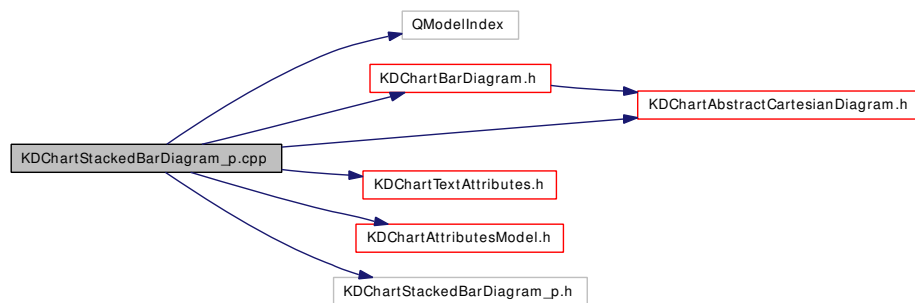 QModelIndex
KDChartBarDiagram.h
KDChartAbstractCartesianDiagram.h
KDChartStackedBarDiagram_p.cpp
KDChartTextAttributes.h
KDChartAttributesModel.h
KDChartStackedBarDiagram_p.h